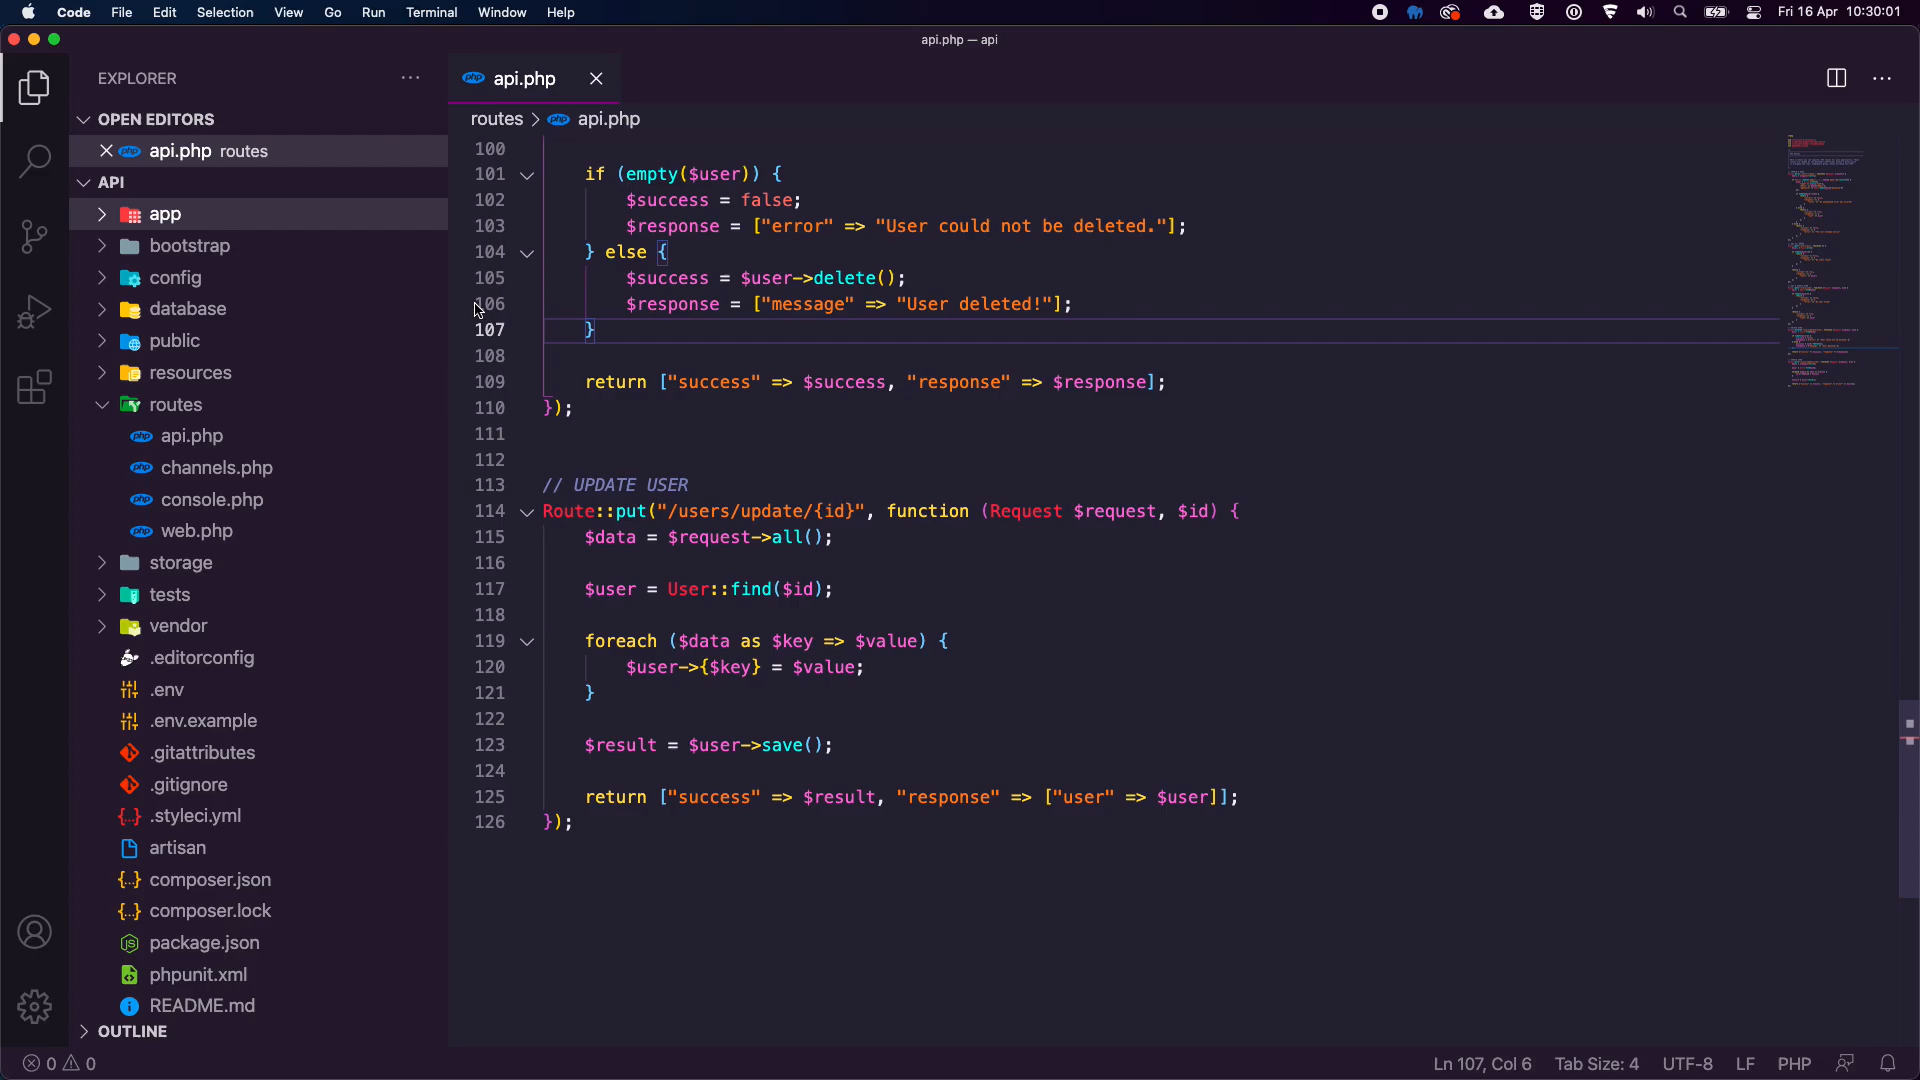 Code File Edit Selection View Go Run Terminal Window Help Fri 16 Apr 10:30:01
api.php — api
EXPLORER
OPEN EDITORS
api.php routes
API
app
bootstrap
config
database
public
resources
routes
api.php
channels.php
console.php
web.php
storage
tests
vendor
.editorconfig
.env
.env.example
.gitattributes
.gitignore
.styleci.yml
artisan
composer.json
composer.lock
package.json
phpunit.xml
README.md
OUTLINE
php api.php
routes > php api.php
100
101 if (empty($user)) {
102 $success = false;
103 $response = ["error" => "User could not be deleted."];
104 } else {
105 $success = $user->delete();
106 $response = ["message" => "User deleted!"];
107 }
108
109 return ["success" => $success, "response" => $response];
110 });
111
112
113 // UPDATE USER
114 Route::put("/users/update/{id}", function (Request $request, $id) {
115 $data = $request->all();
116
117 $user = User::find($id);
118
119 foreach ($data as $key => $value) {
120 $user->{$key} = $value;
121 }
122
123 $result = $user->save();
124
125 return ["success" => $result, "response" => ["user" => $user]];
126 });
0 0 Ln 107, Col 6 Tab Size: 4 UTF-8 LF PHP